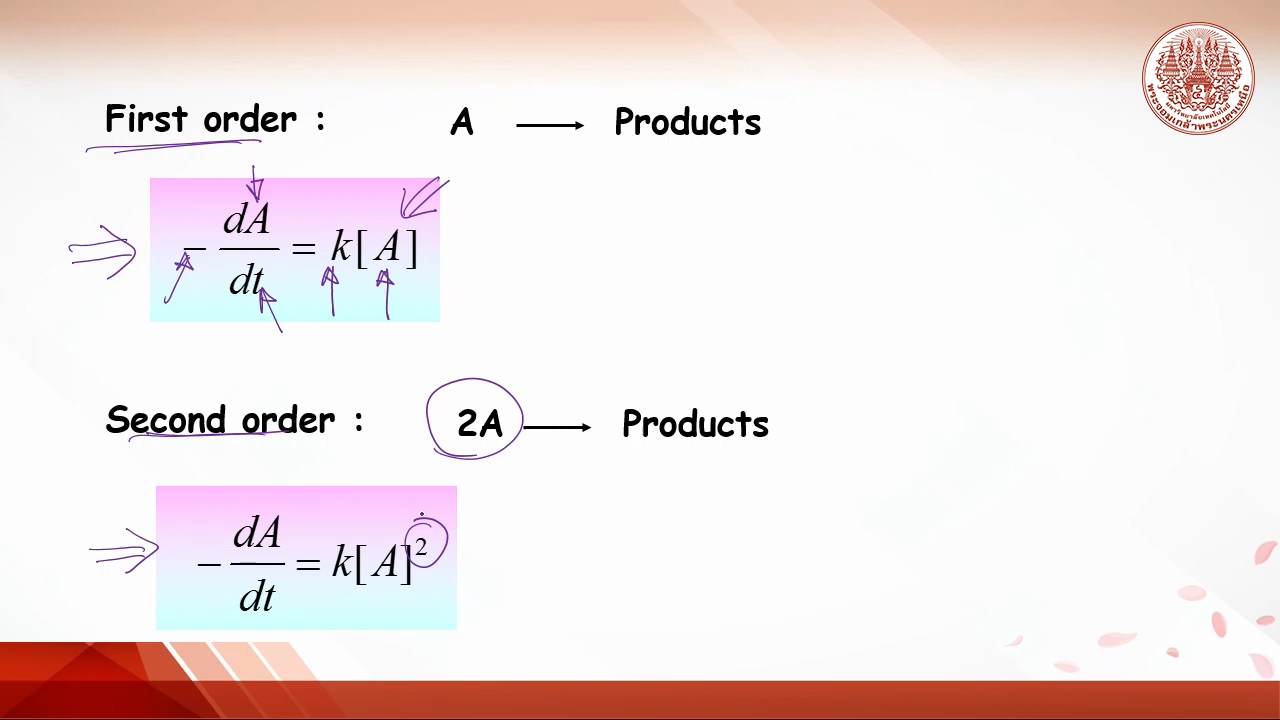 First order : A → Products
− dA/dt = k[A]
Second order : 2A → Products
− dA/dt = k[A]²